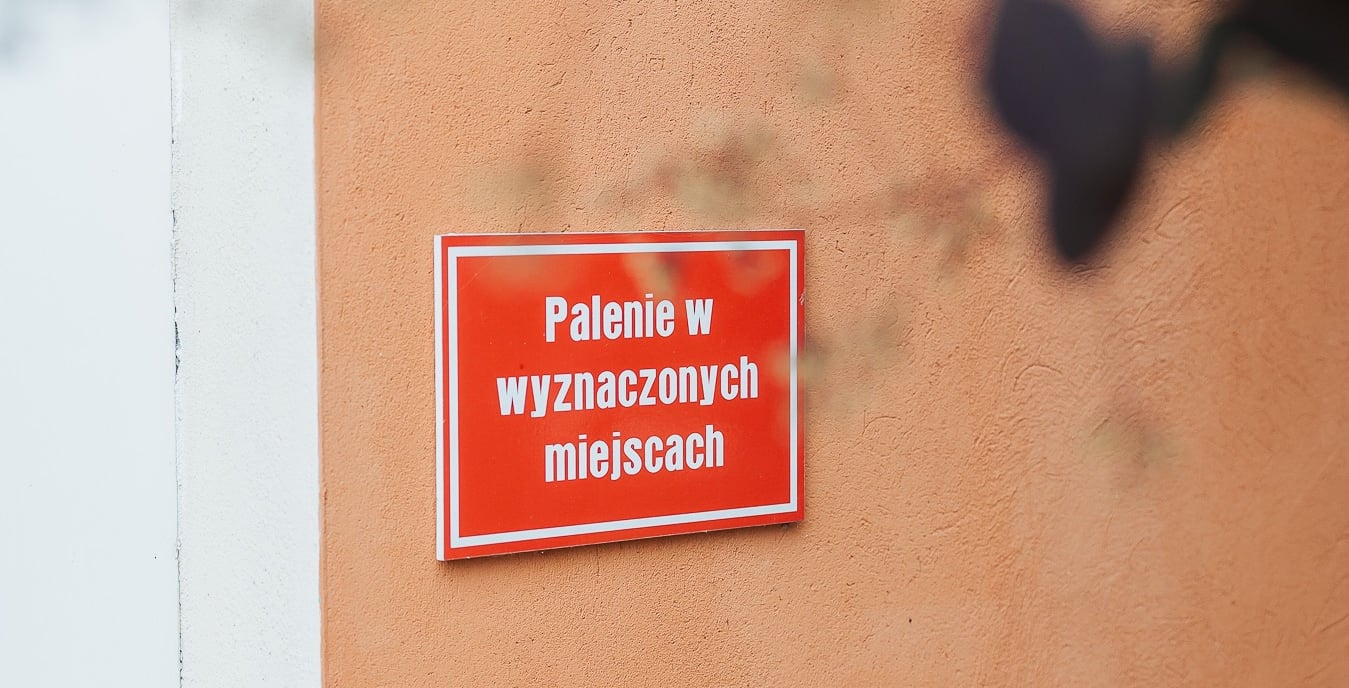 Palenie w
wyznaczonych
miejscach